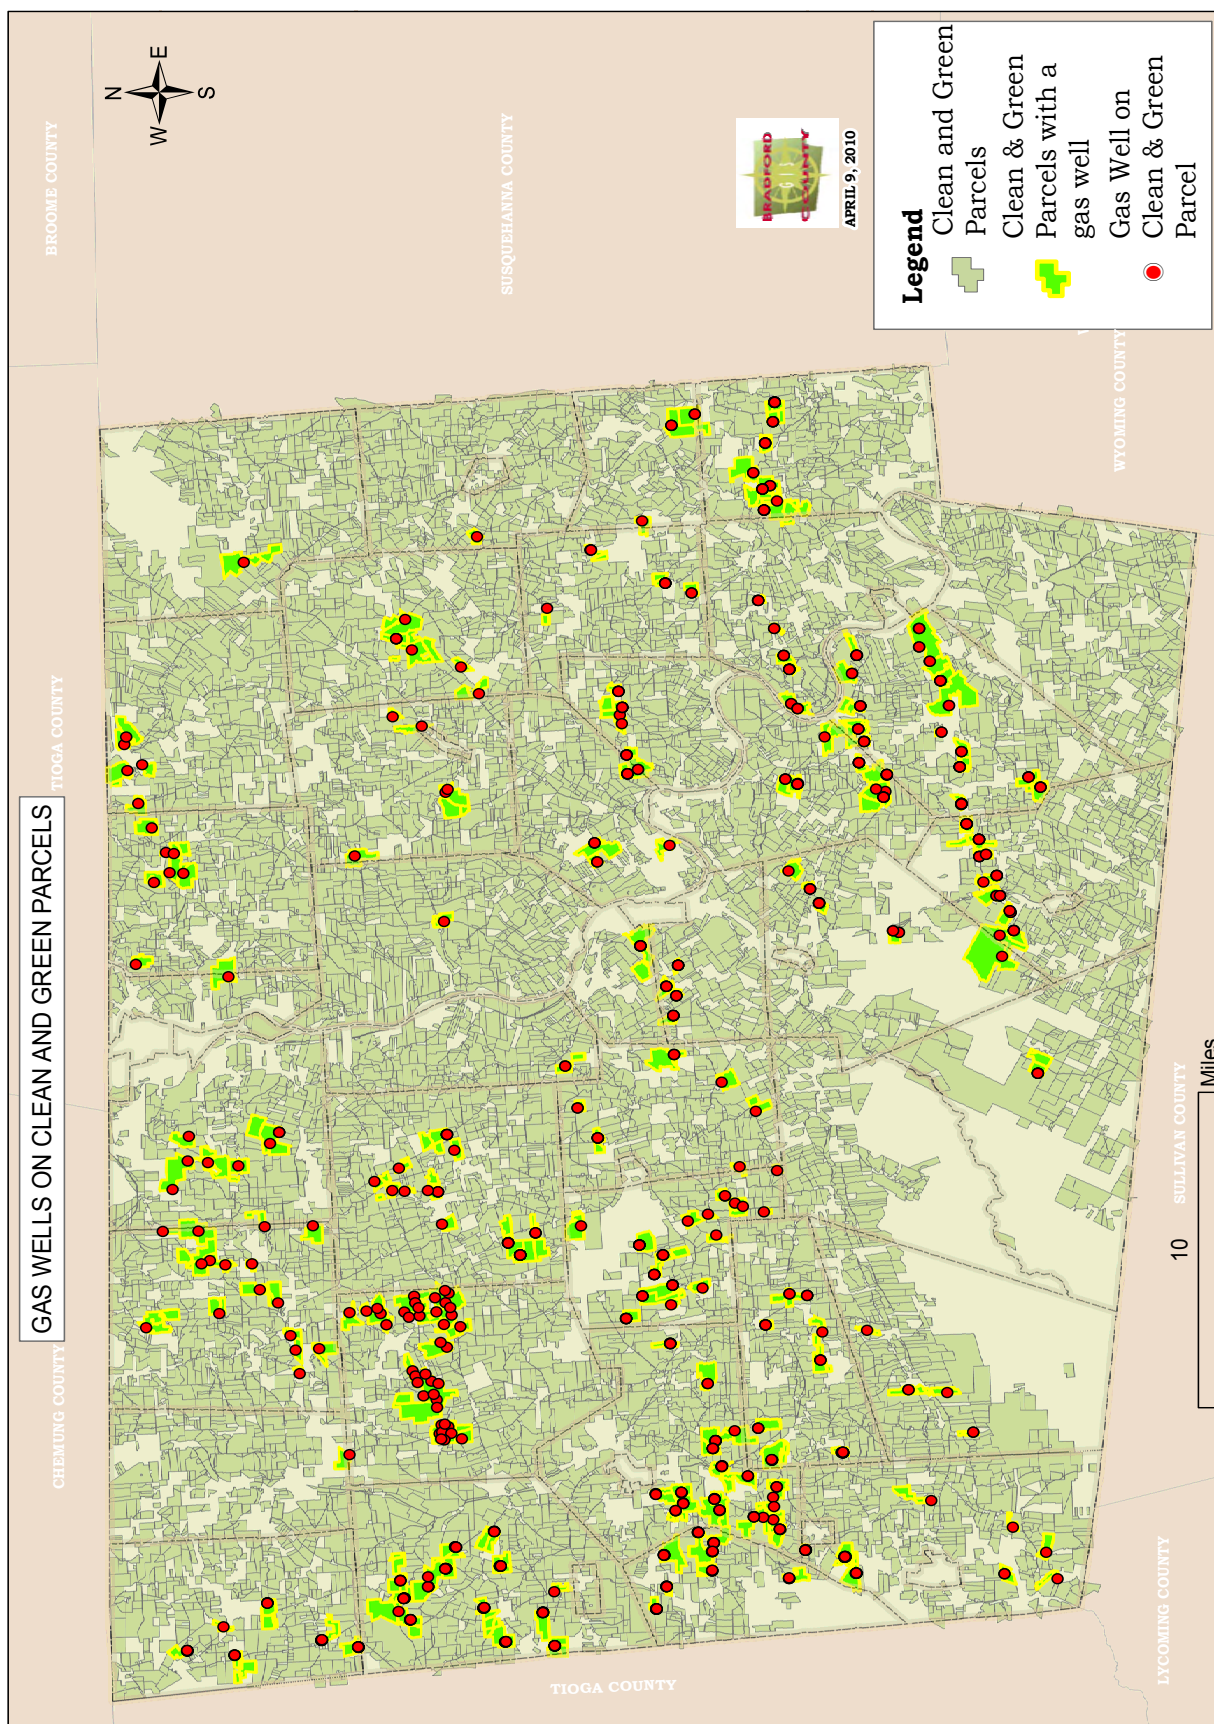 GAS WELLS ON CLEAN AND GREEN PARCELS
BROOME COUNTY
TIOGA COUNTY
CHEMUNG COUNTY
SUSQUEHANNA COUNTY
WYOMING COUNTY
SULLIVAN COUNTY
LYCOMING COUNTY
TIOGA COUNTY
N
E
S
W
BRADFORD
GIS
COUNTY
APRIL 9, 2010
Legend
Clean and Green
Parcels
Clean & Green
Parcels with a
gas well
Gas Well on
Clean & Green
Parcel
10
Miles